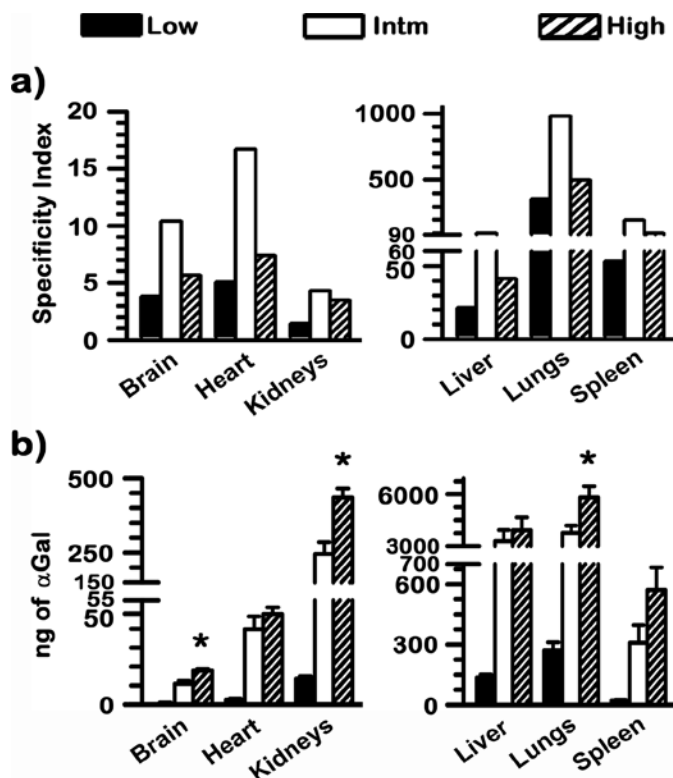 Low Intm High
a)
Specificity Index
20
15
10
5
0
Brain Heart Kidneys
1000
500
90
60
50
0
Liver Lungs Spleen
b)
ng of αGal
500
250
150
55
50
0
* *
Brain Heart Kidneys
6000
3000
700
600
300
0
*
Liver Lungs Spleen